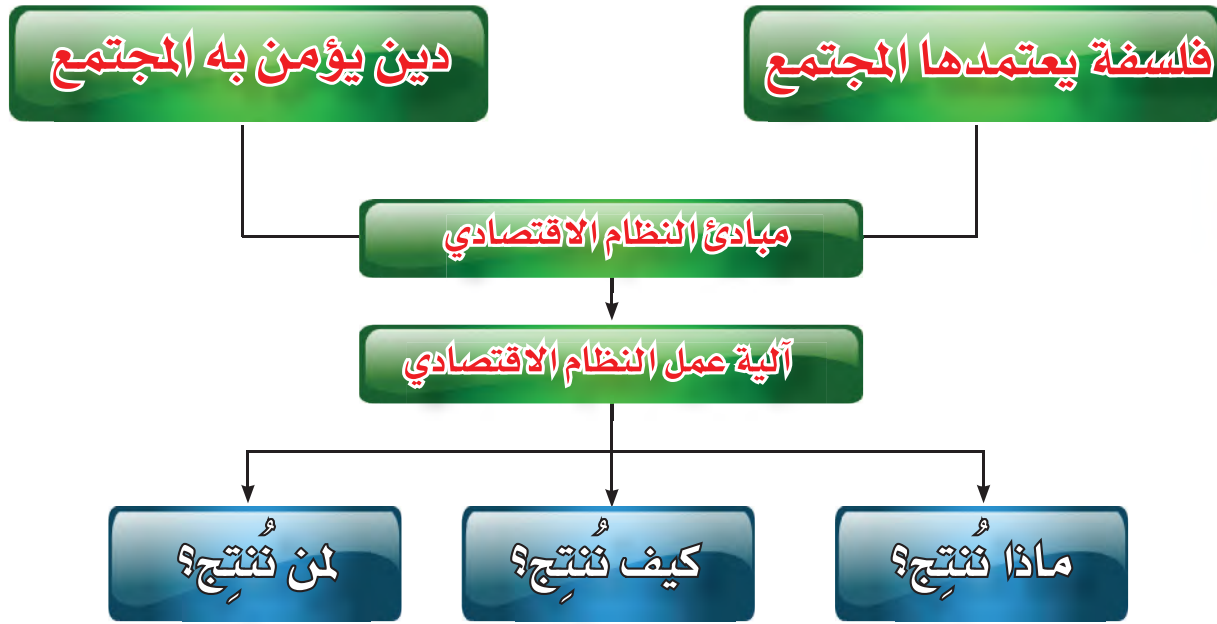 فلسفة يعتمدها المجتمع
دين يؤمن به المجتمع
مبادئ النظام الاقتصادي
آلية عمل النظام الاقتصادي
ماذا نُنتِج؟
كيف نُنتِج؟
لمن نُنتِج؟